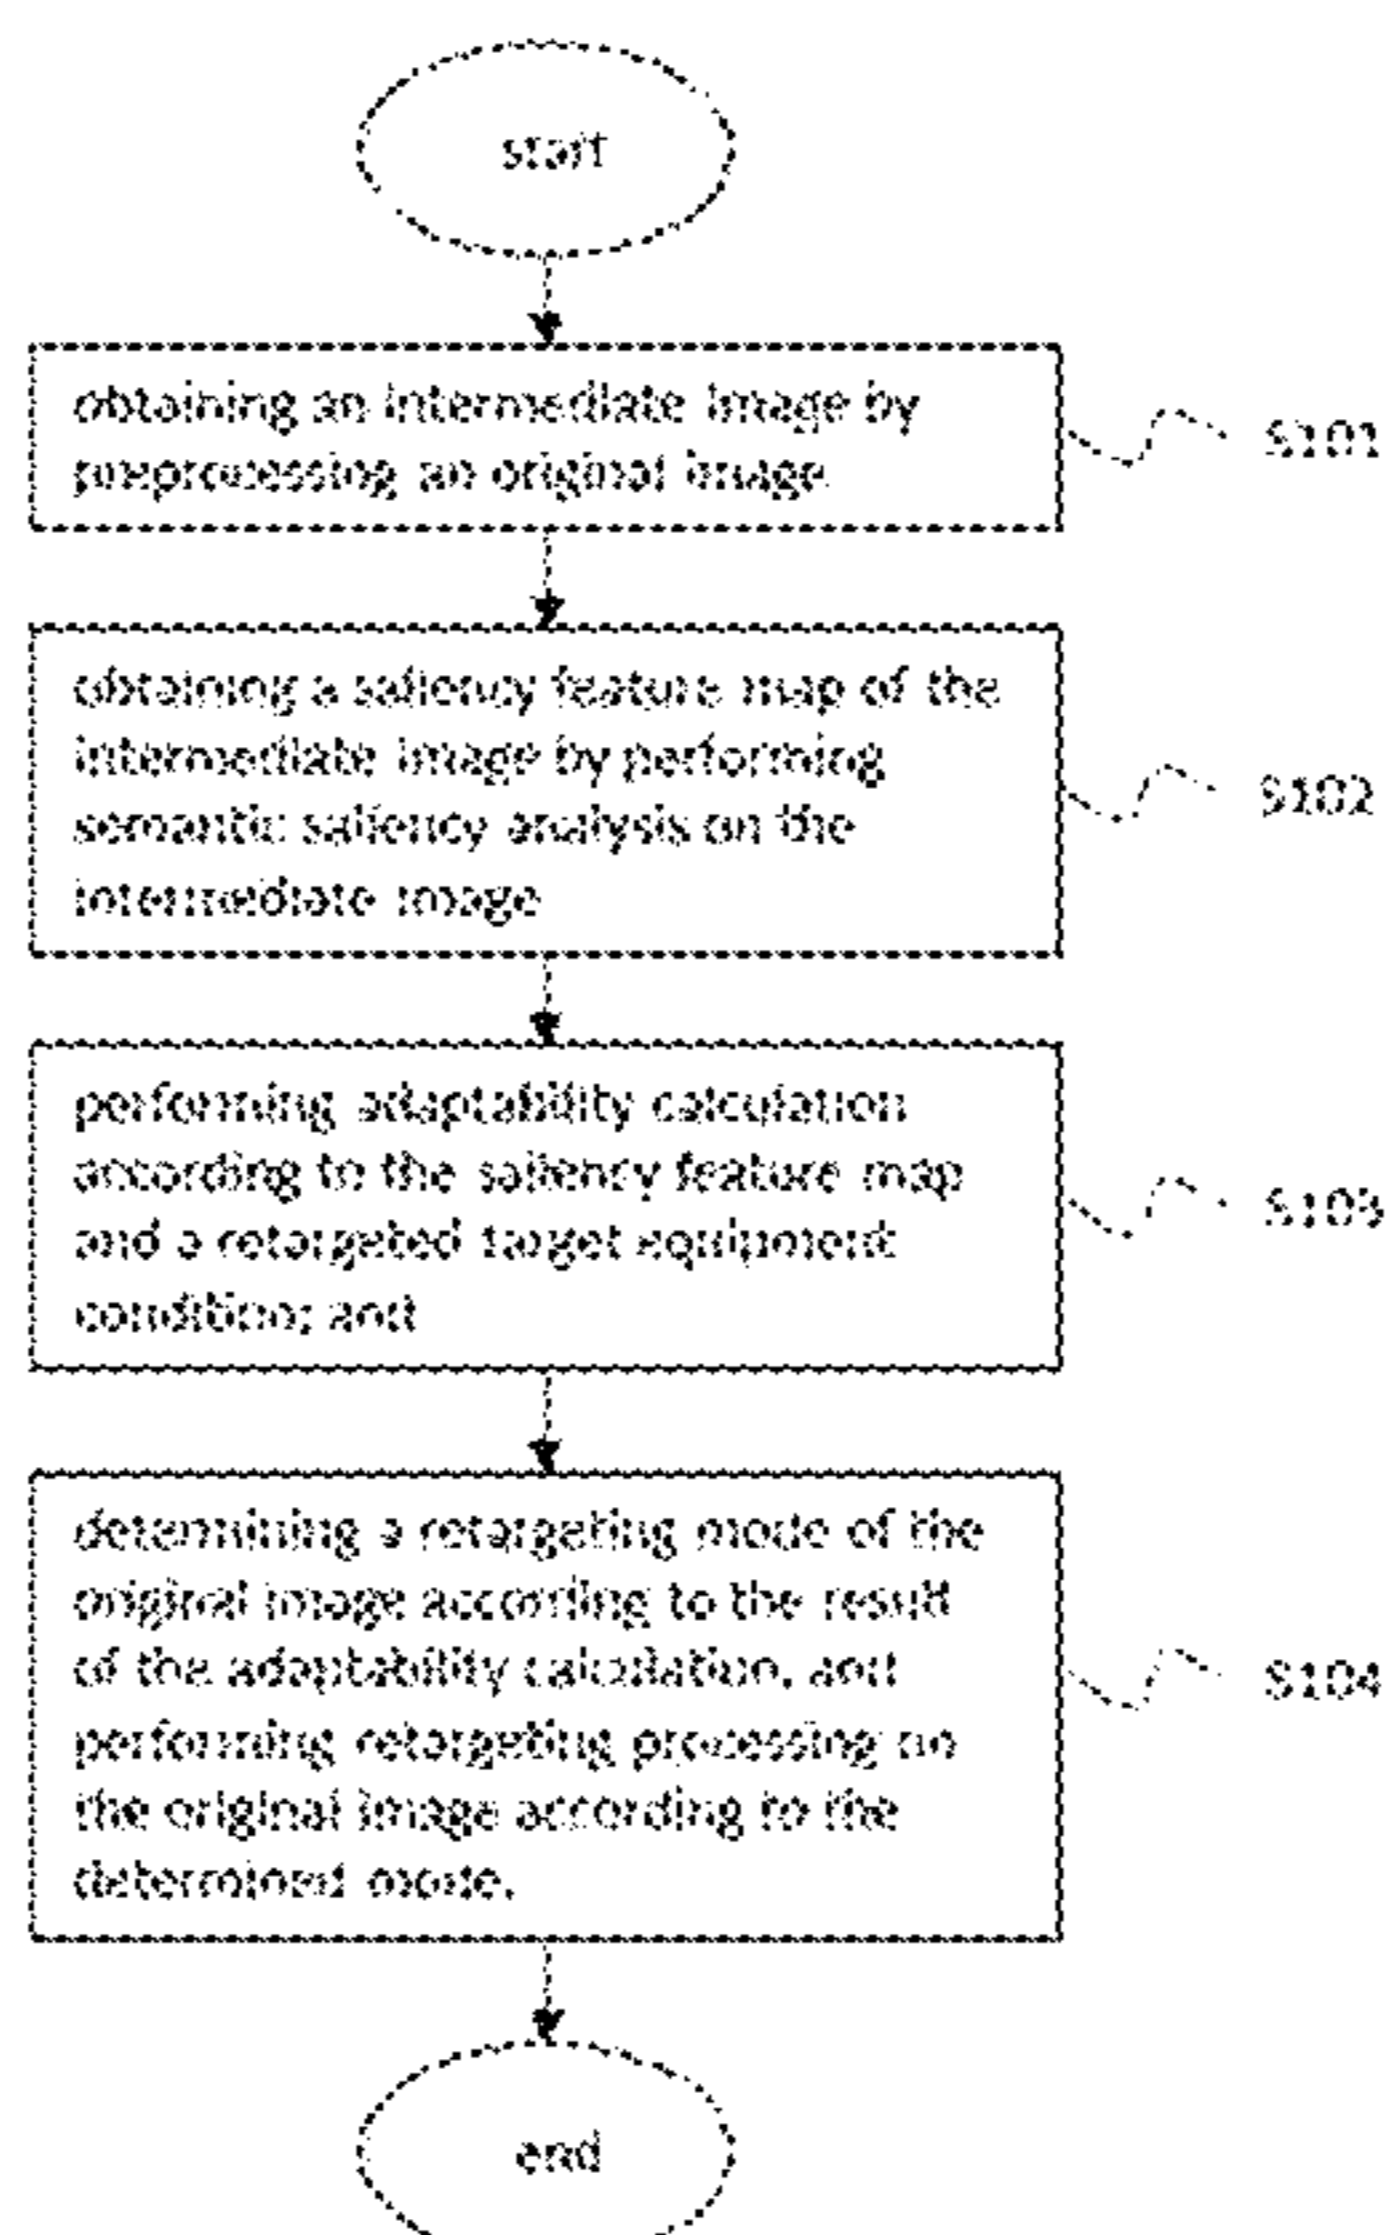 start
obtaining an intermediate image by
preprocessing an original image
S101
obtaining a saliency feature map of the
intermediate image by performing
semantic saliency analysis on the
intermediate image
S102
performing adaptability calculation
according to the saliency feature map
and a retargeted target equipment
condition; and
S103
determining a retargeting mode of the
original image according to the result
of the adaptability calculation, and
performing retargeting processing on
the original image according to the
determined mode.
S104
end